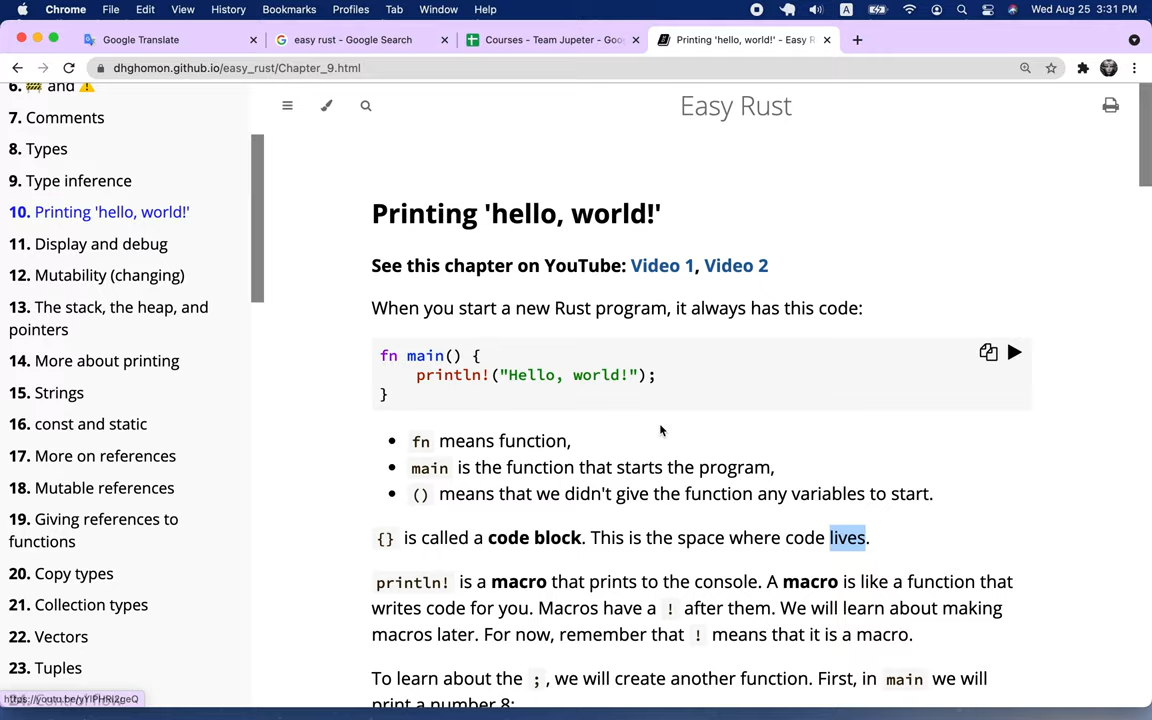 Chrome File Edit View History Bookmarks Profiles Tab Window Help A Wed Aug 25 3:31 PM
Google Translate easy rust - Google Search Courses - Team Jupeter - Goo Printing 'hello, world!' - Easy R
dhghomon.github.io/easy_rust/Chapter_9.html
6. 🚧 and ⚠️
7. Comments
8. Types
9. Type inference
10. Printing 'hello, world!'
11. Display and debug
12. Mutability (changing)
13. The stack, the heap, and
pointers
14. More about printing
15. Strings
16. const and static
17. More on references
18. Mutable references
19. Giving references to
functions
20. Copy types
21. Collection types
22. Vectors
23. Tuples
Easy Rust
Printing 'hello, world!'
See this chapter on YouTube: Video 1, Video 2
When you start a new Rust program, it always has this code:
fn main() {
println!("Hello, world!");
}
• fn means function,
• main is the function that starts the program,
• () means that we didn't give the function any variables to start.
{} is called a code block. This is the space where code lives.
println! is a macro that prints to the console. A macro is like a function that
writes code for you. Macros have a ! after them. We will learn about making
macros later. For now, remember that ! means that it is a macro.
To learn about the ; , we will create another function. First, in main we will
print a number 8: